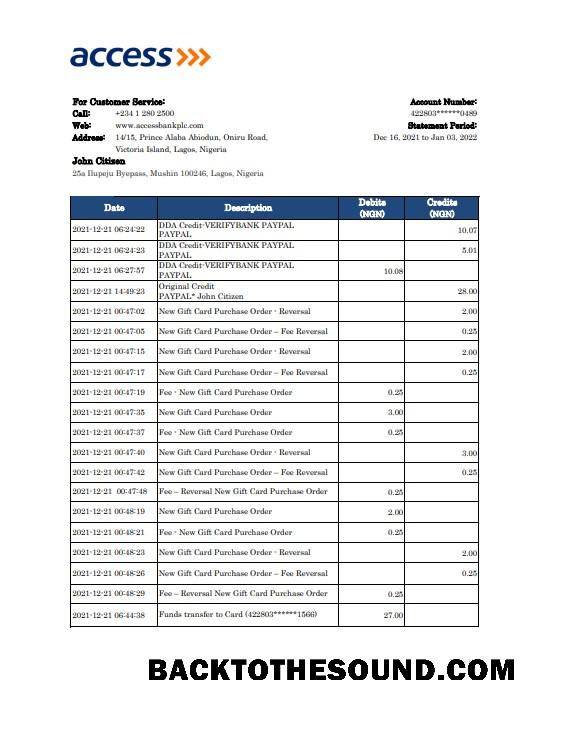 access
For Customer Service:
Call: +234 1 280 2500
Web: www.accessbankplc.com
Address: 14/15, Prince Alaba Abiodun, Oniru Road,
Victoria Island, Lagos, Nigeria
Account Number:
422803******0489
Statement Period:
Dec 16, 2021 to Jan 03, 2022
John Citizen
25a Ilupeju Byepass, Mushin 100246, Lagos, Nigeria
Date Description Debits (NGN) Credits (NGN)
2021-12-21 06:24:22 DDA Credit-VERIFYBANK PAYPAL
PAYPAL 10.07
2021-12-21 06:24:23 DDA Credit-VERIFYBANK PAYPAL
PAYPAL 5.01
2021-12-21 06:27:57 DDA Credit-VERIFYBANK PAYPAL
PAYPAL 10.08
2021-12-21 14:49:23 Original Credit
PAYPAL* John Citizen 28.00
2021-12-21 00:47:02 New Gift Card Purchase Order - Reversal 2.00
2021-12-21 00:47:05 New Gift Card Purchase Order – Fee Reversal 0.25
2021-12-21 00:47:15 New Gift Card Purchase Order - Reversal 2.00
2021-12-21 00:47:17 New Gift Card Purchase Order – Fee Reversal 0.25
2021-12-21 00:47:19 Fee - New Gift Card Purchase Order 0.25
2021-12-21 00:47:35 New Gift Card Purchase Order 3.00
2021-12-21 00:47:37 Fee - New Gift Card Purchase Order 0.25
2021-12-21 00:47:40 New Gift Card Purchase Order - Reversal 3.00
2021-12-21 00:47:42 New Gift Card Purchase Order – Fee Reversal 0.25
2021-12-21 00:47:48 Fee – Reversal New Gift Card Purchase Order 0.25
2021-12-21 00:48:19 New Gift Card Purchase Order 2.00
2021-12-21 00:48:21 Fee - New Gift Card Purchase Order 0.25
2021-12-21 00:48:23 New Gift Card Purchase Order - Reversal 2.00
2021-12-21 00:48:26 New Gift Card Purchase Order – Fee Reversal 0.25
2021-12-21 00:48:29 Fee – Reversal New Gift Card Purchase Order 0.25
2021-12-21 06:44:38 Funds transfer to Card (422803******1566) 27.00
BACKTOTHESOUND.COM